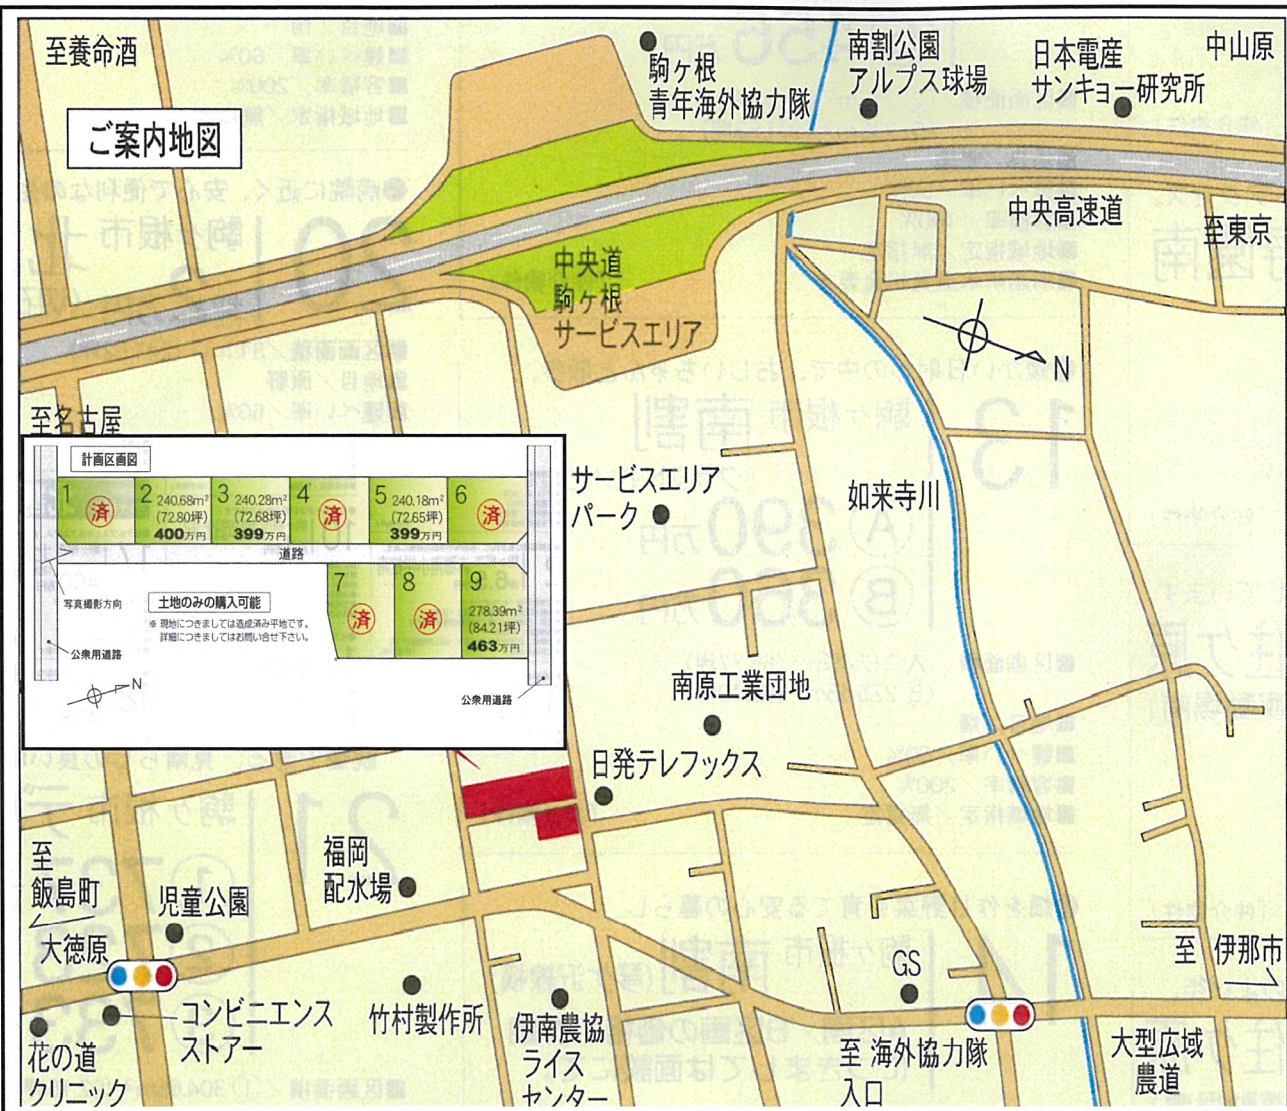 至養命酒
ご案内地図
駒ヶ根
青年海外協力隊
南割公園
アルプス球場
日本電産
サンキョー研究所
中山原
中央高速道
至東京
中央道
駒ヶ根
サービスエリア
N
至名古屋
計画区画図
1
済
2
240.68m²
(72.80坪)
400万円
3
240.28m²
(72.68坪)
399万円
4
済
5
240.18m²
(72.65坪)
399万円
6
済
道路
7
済
8
済
9
278.39m²
(84.21坪)
463万円
写真撮影方向
土地のみの購入可能
※ 現地につきましては造成済み平地です。
詳細につきましてはお問い合せ下さい。
公衆用道路
N
公衆用道路
サービスエリア
パーク
如来寺川
南原工業団地
日発テレフックス
至
飯島町
大徳原
児童公園
福岡
配水場
コンビニエンス
ストアー
花の道
クリニック
竹村製作所
伊南農協
ライス
センター
GS
至 海外協力隊
入口
至 伊那市
大型広域
農道